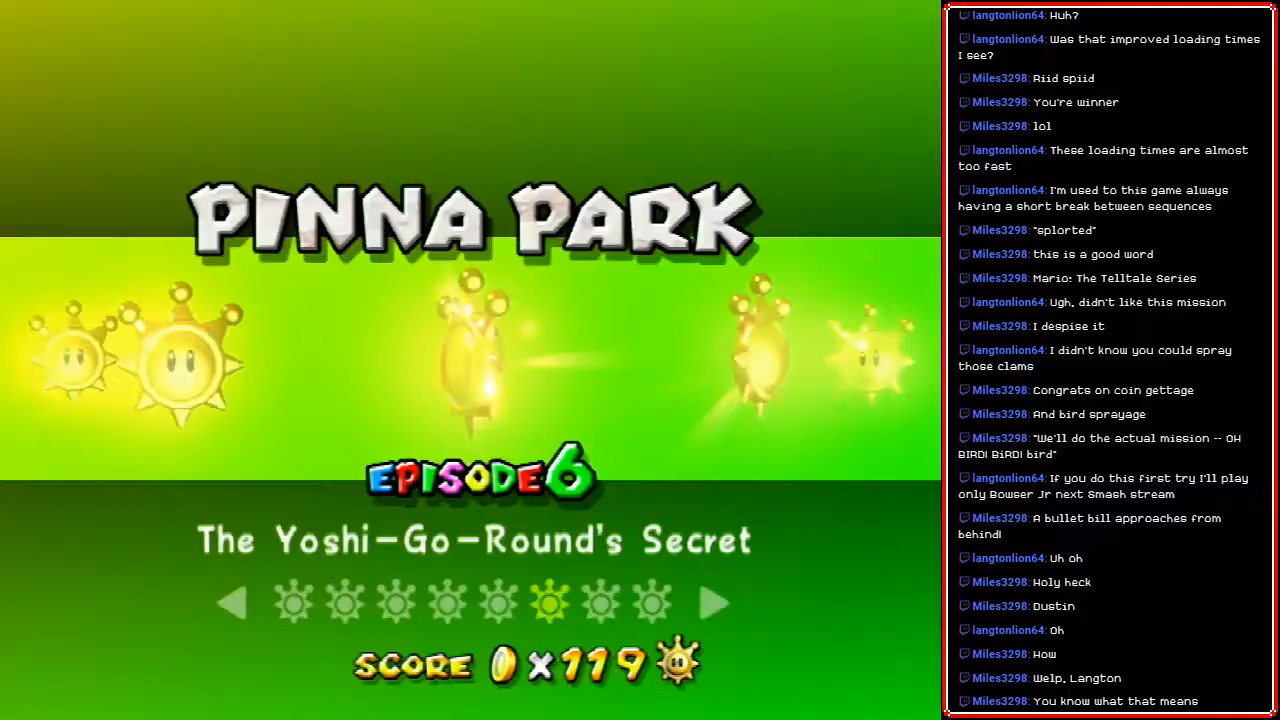 PINNA PARK
EPISODE6
The Yoshi-Go-Round's Secret
SCORE x119
langtonlion64: Huh?
langtonlion64: Was that improved loading times
I see?
Miles3298: Riid spiid
Miles3298: You're winner
Miles3298: lol
langtonlion64: These loading times are almost
too fast
langtonlion64: I'm used to this game always
having a short break between sequences
Miles3298: "splorted"
Miles3298: this is a good word
Miles3298: Mario: The Telltale Series
langtonlion64: Ugh, didn't like this mission
Miles3298: I despise it
langtonlion64: I didn't know you could spray
those clams
Miles3298: Congrats on coin gettage
Miles3298: And bird sprayage
Miles3298: "We'll do the actual mission -- OH
BIRD! BiRD! bird"
langtonlion64: If you do this first try I'll play
only Bowser Jr next Smash stream
Miles3298: A bullet bill approaches from
behind!
langtonlion64: Uh oh
Miles3298: Holy heck
Miles3298: Dustin
langtonlion64: Oh
Miles3298: How
Miles3298: Welp, Langton
Miles3298: You know what that means